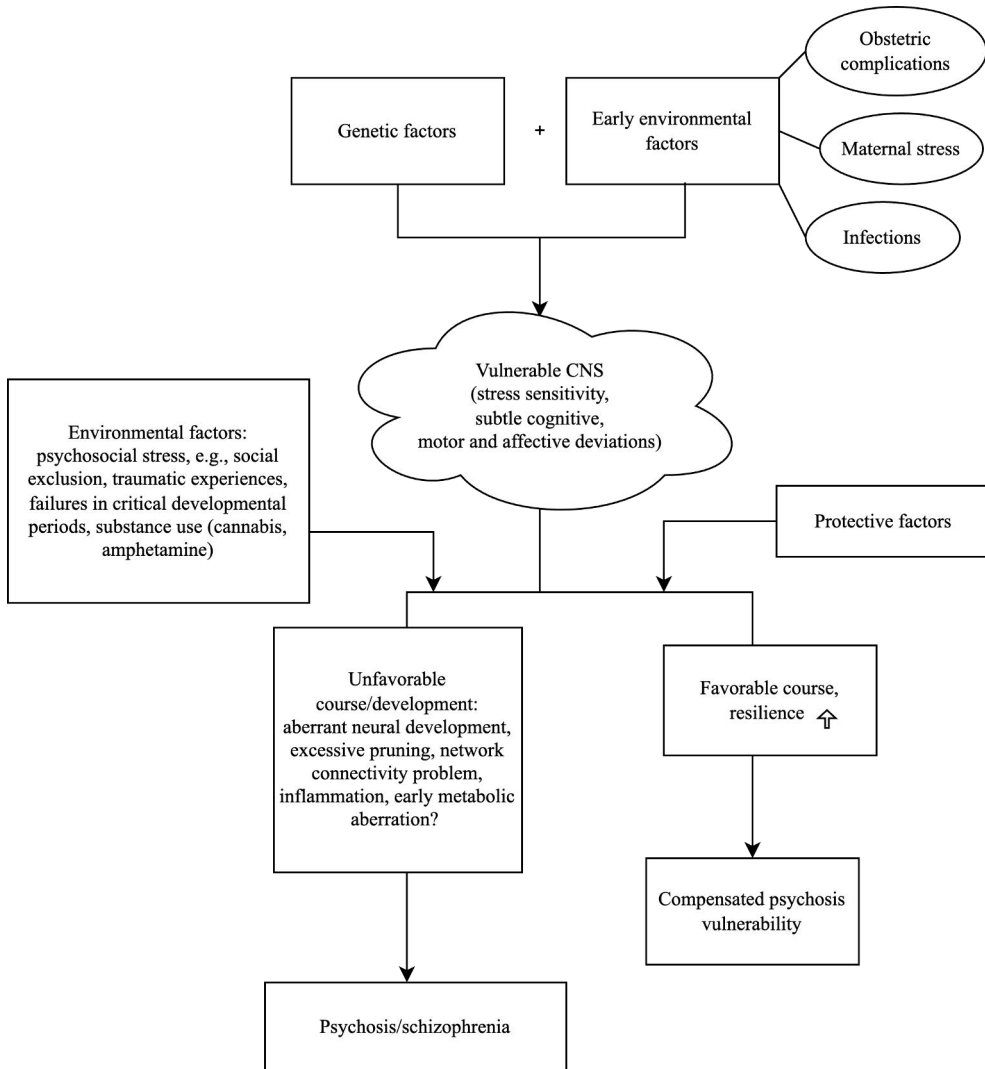 Obstetric
complications
Genetic factors
+
Early environmental
factors
Maternal stress
Infections
Vulnerable CNS
(stress sensitivity,
subtle cognitive,
motor and affective deviations)
Environmental factors:
psychosocial stress, e.g., social
exclusion, traumatic experiences,
failures in critical developmental
periods, substance use (cannabis,
amphetamine)
Protective factors
Unfavorable
course/development:
aberrant neural development,
excessive pruning, network
connectivity problem,
inflammation, early metabolic
aberration?
Favorable course,
resilience
Compensated psychosis
vulnerability
Psychosis/schizophrenia